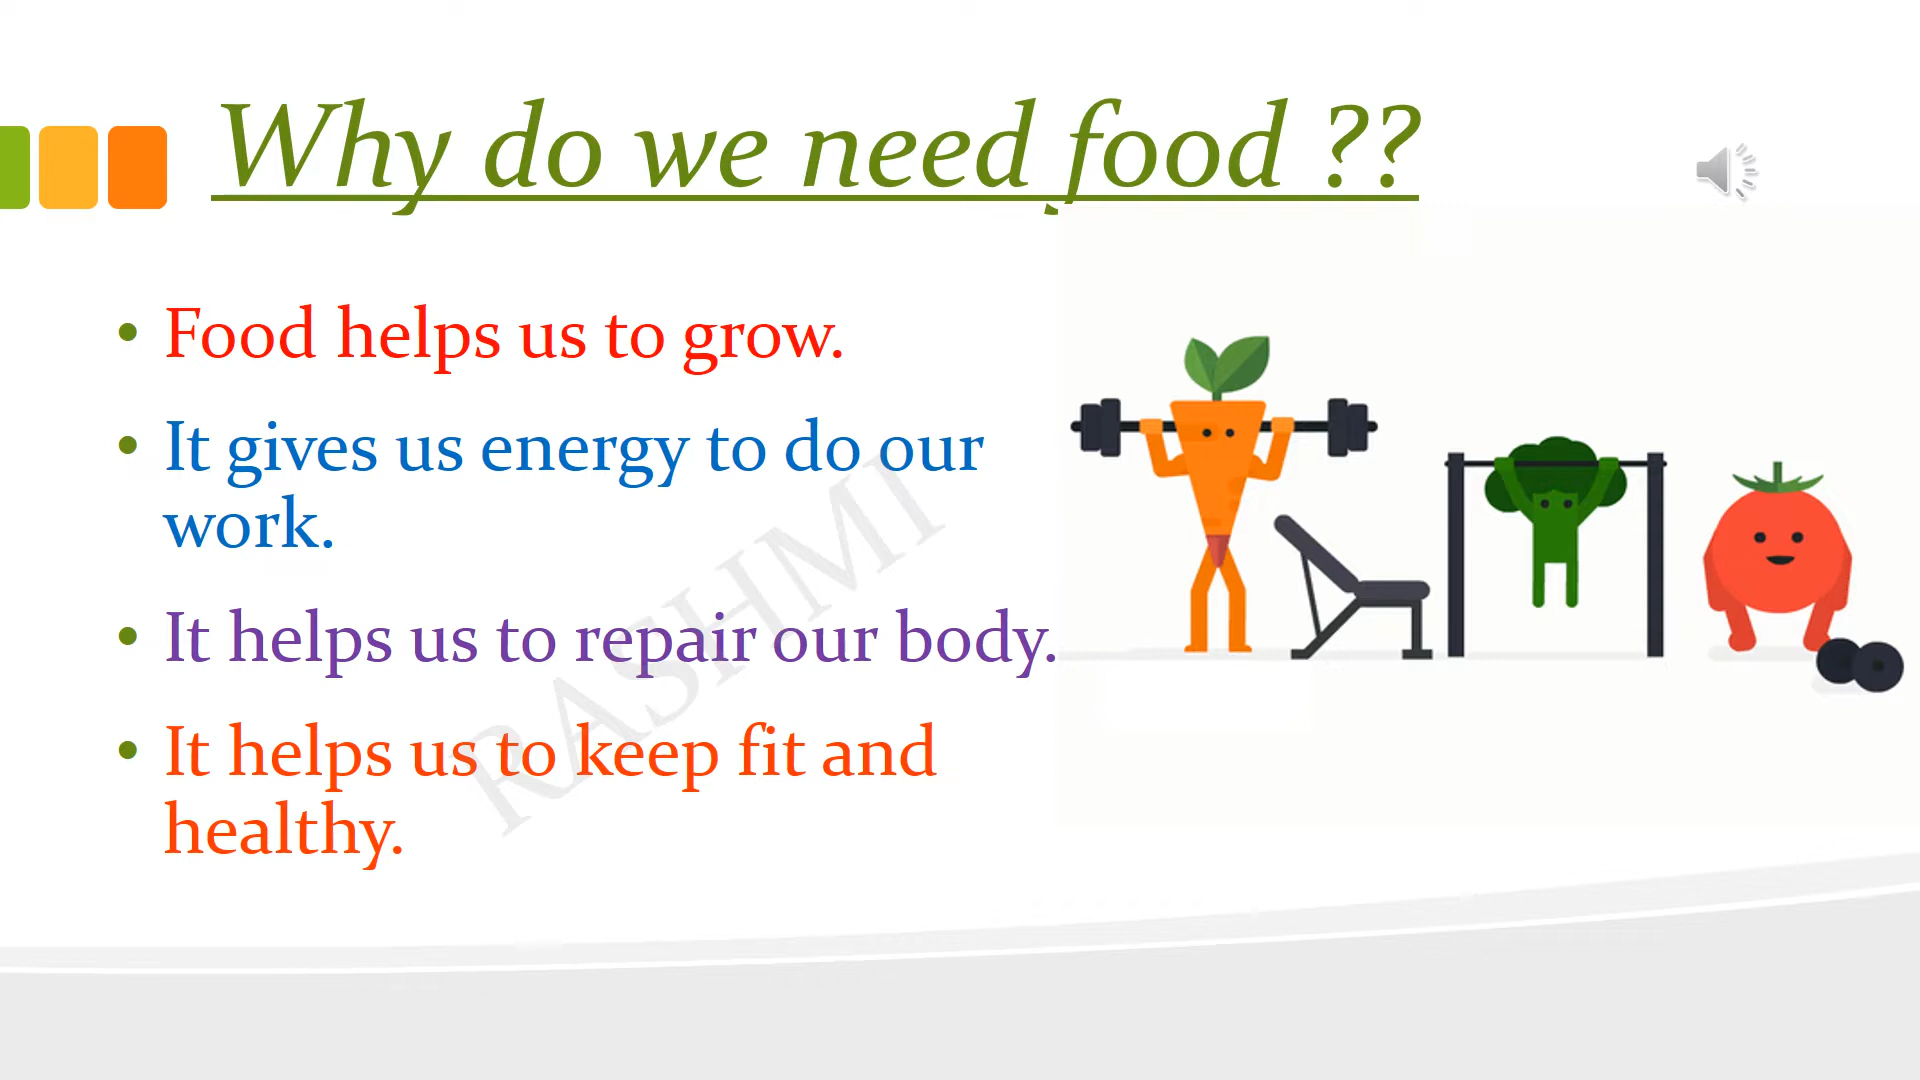 Why do we need food ??
• Food helps us to grow.
• It gives us energy to do our
work.
• It helps us to repair our body.
• It helps us to keep fit and
healthy.
RASHMI